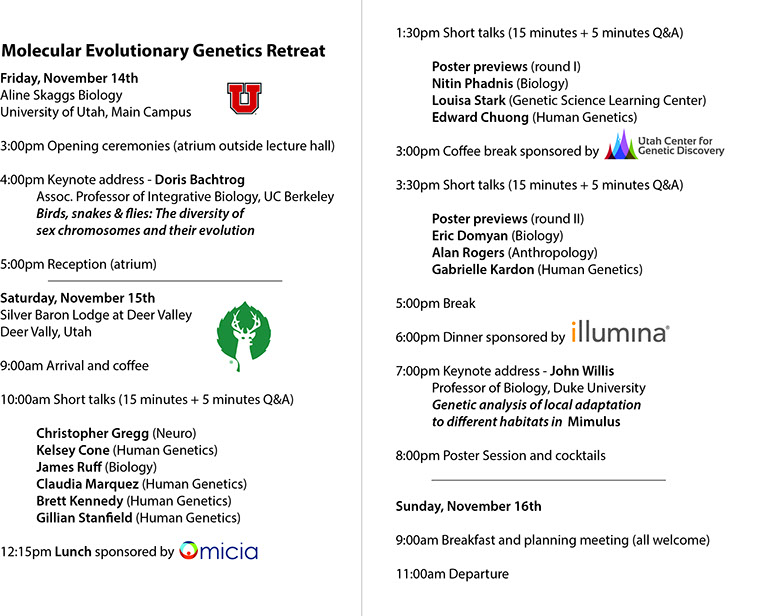 Molecular Evolutionary Genetics Retreat
Friday, November 14th
Aline Skaggs Biology
University of Utah, Main Campus
U
3:00pm Opening ceremonies (atrium outside lecture hall)
4:00pm Keynote address - Doris Bachtrog
Assoc. Professor of Integrative Biology, UC Berkeley
Birds, snakes & flies: The diversity of
sex chromosomes and their evolution
5:00pm Reception (atrium)
Saturday, November 15th
Silver Baron Lodge at Deer Valley
Deer Vally, Utah
9:00am Arrival and coffee
10:00am Short talks (15 minutes + 5 minutes Q&A)
Christopher Gregg (Neuro)
Kelsey Cone (Human Genetics)
James Ruff (Biology)
Claudia Marquez (Human Genetics)
Brett Kennedy (Human Genetics)
Gillian Stanfield (Human Genetics)
12:15pm Lunch sponsored by Omicia
1:30pm Short talks (15 minutes + 5 minutes Q&A)
Poster previews (round I)
Nitin Phadnis (Biology)
Louisa Stark (Genetic Science Learning Center)
Edward Chuong (Human Genetics)
3:00pm Coffee break sponsored by Utah Center for
Genetic Discovery
3:30pm Short talks (15 minutes + 5 minutes Q&A)
Poster previews (round II)
Eric Domyan (Biology)
Alan Rogers (Anthropology)
Gabrielle Kardon (Human Genetics)
5:00pm Break
6:00pm Dinner sponsored by illumina®
7:00pm Keynote address - John Willis
Professor of Biology, Duke University
Genetic analysis of local adaptation
to different habitats in Mimulus
8:00pm Poster Session and cocktails
Sunday, November 16th
9:00am Breakfast and planning meeting (all welcome)
11:00am Departure